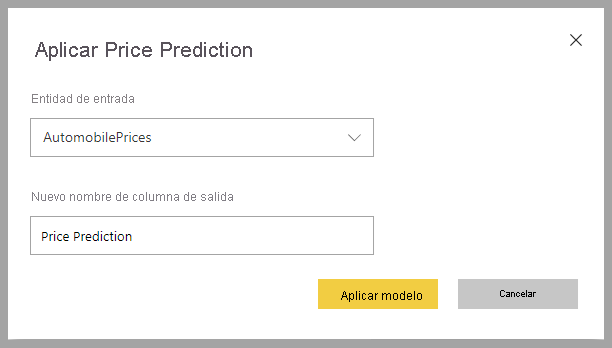 Aplicar Price Prediction
Entidad de entrada
AutomobilePrices
Nuevo nombre de columna de salida
Price Prediction
Aplicar modelo
Cancelar